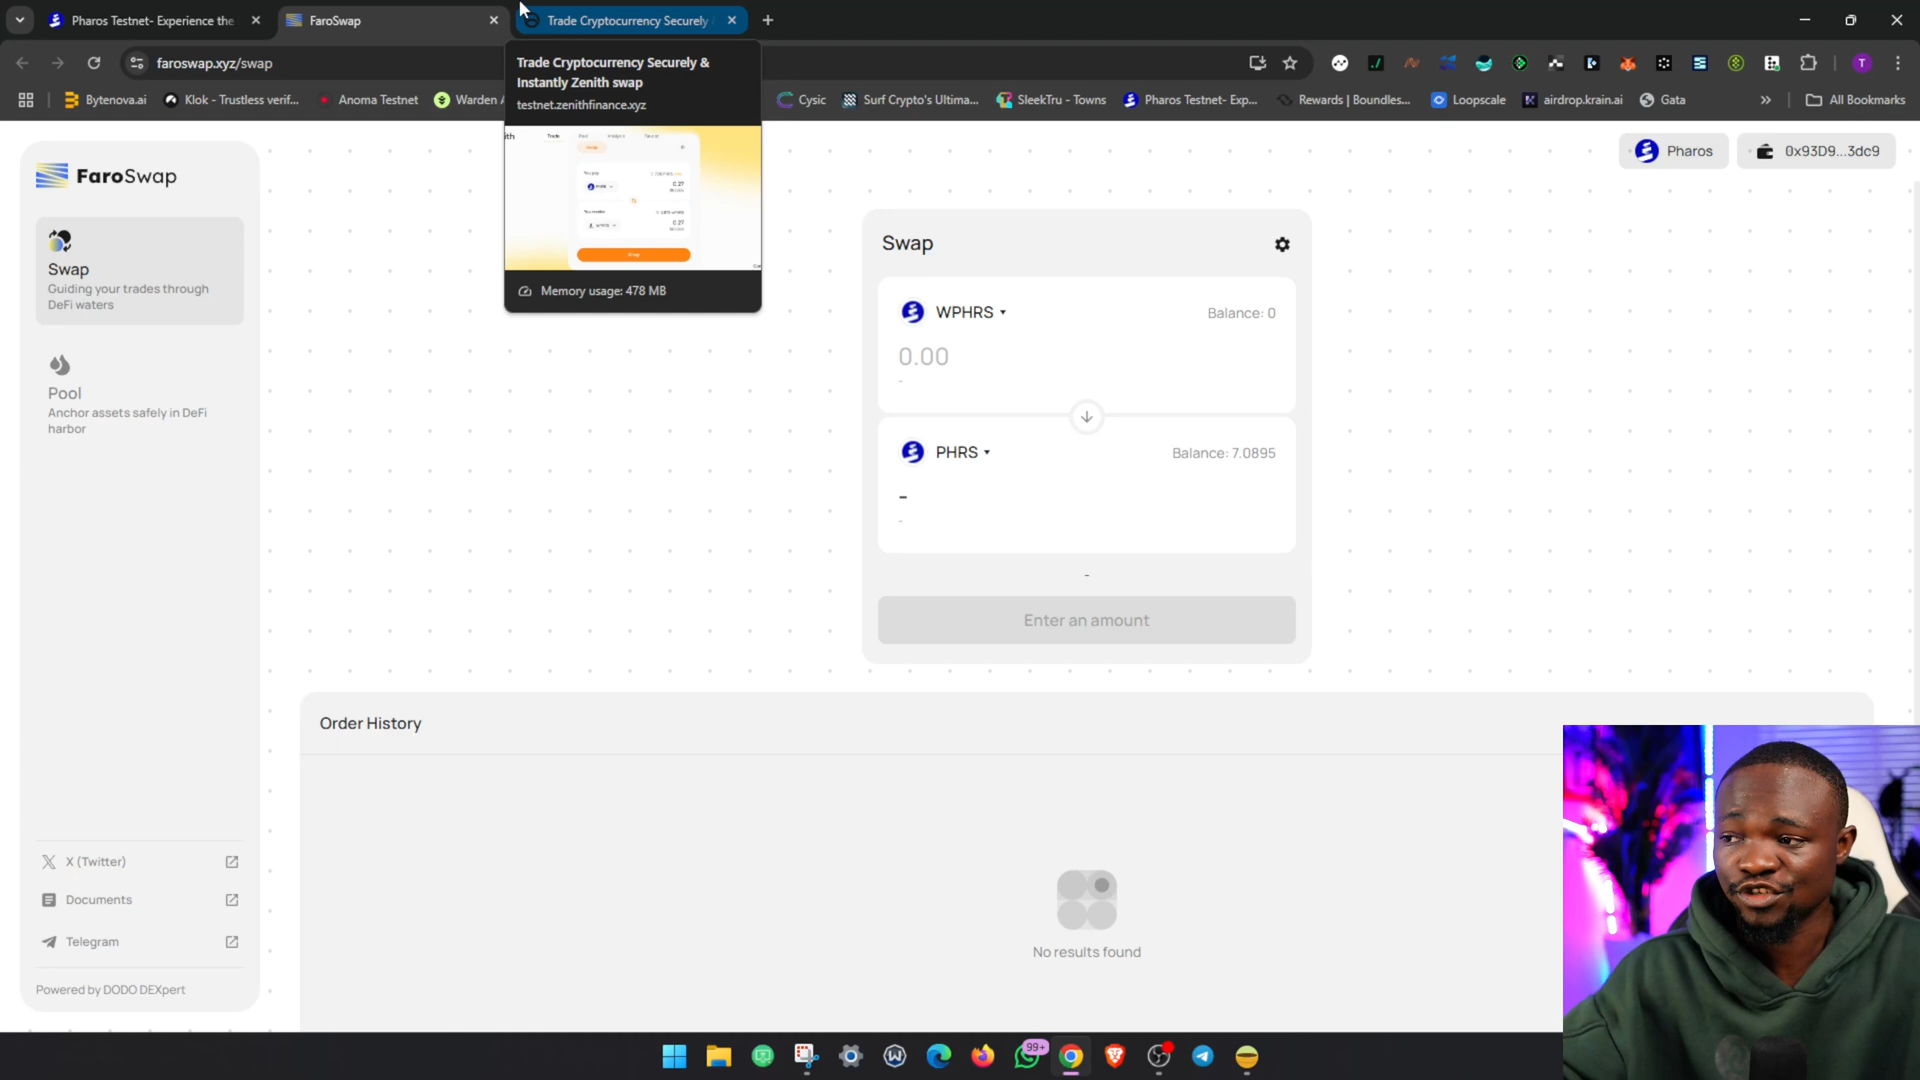 Pharos Testnet- Experience the
FaroSwap
Trade Cryptocurrency Securely
faroswap.xyz/swap
T
Bytenova.ai
Klok - Trustless verif...
Anoma Testnet
Warden
Cysic
Surf Crypto's Ultima...
SleekTru - Towns
Pharos Testnet- Exp...
Rewards | Boundles...
Loopscale
airdrop.krain.ai
Gata
All Bookmarks
Trade Cryptocurrency Securely &
Instantly Zenith swap
testnet.zenithfinance.xyz
Memory usage: 478 MB
FaroSwap
Pharos
0x93D9...3dc9
Swap
Guiding your trades through
DeFi waters
Pool
Anchor assets safely in DeFi
harbor
Swap
WPHRS
Balance: 0
0.00
-
PHRS
Balance: 7.0895
-
-
-
Enter an amount
Order History
No results found
X (Twitter)
Documents
Telegram
Powered by DODO DEXpert
99+